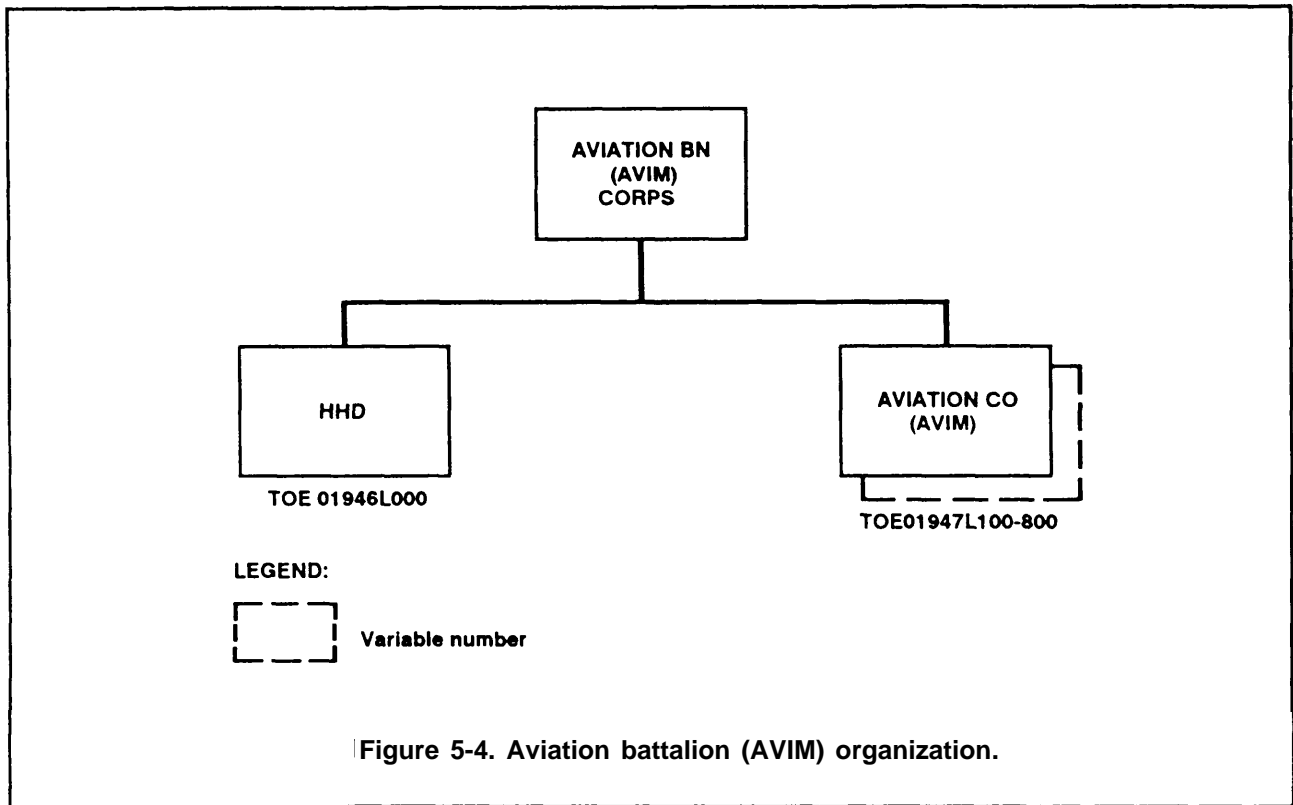 AVIATION BN
(AVIM)
CORPS
HHD
TOE 01946L000
AVIATION CO
(AVIM)
TOE01947L100-800
LEGEND:
Variable number
Figure 5-4. Aviation battalion (AVIM) organization.